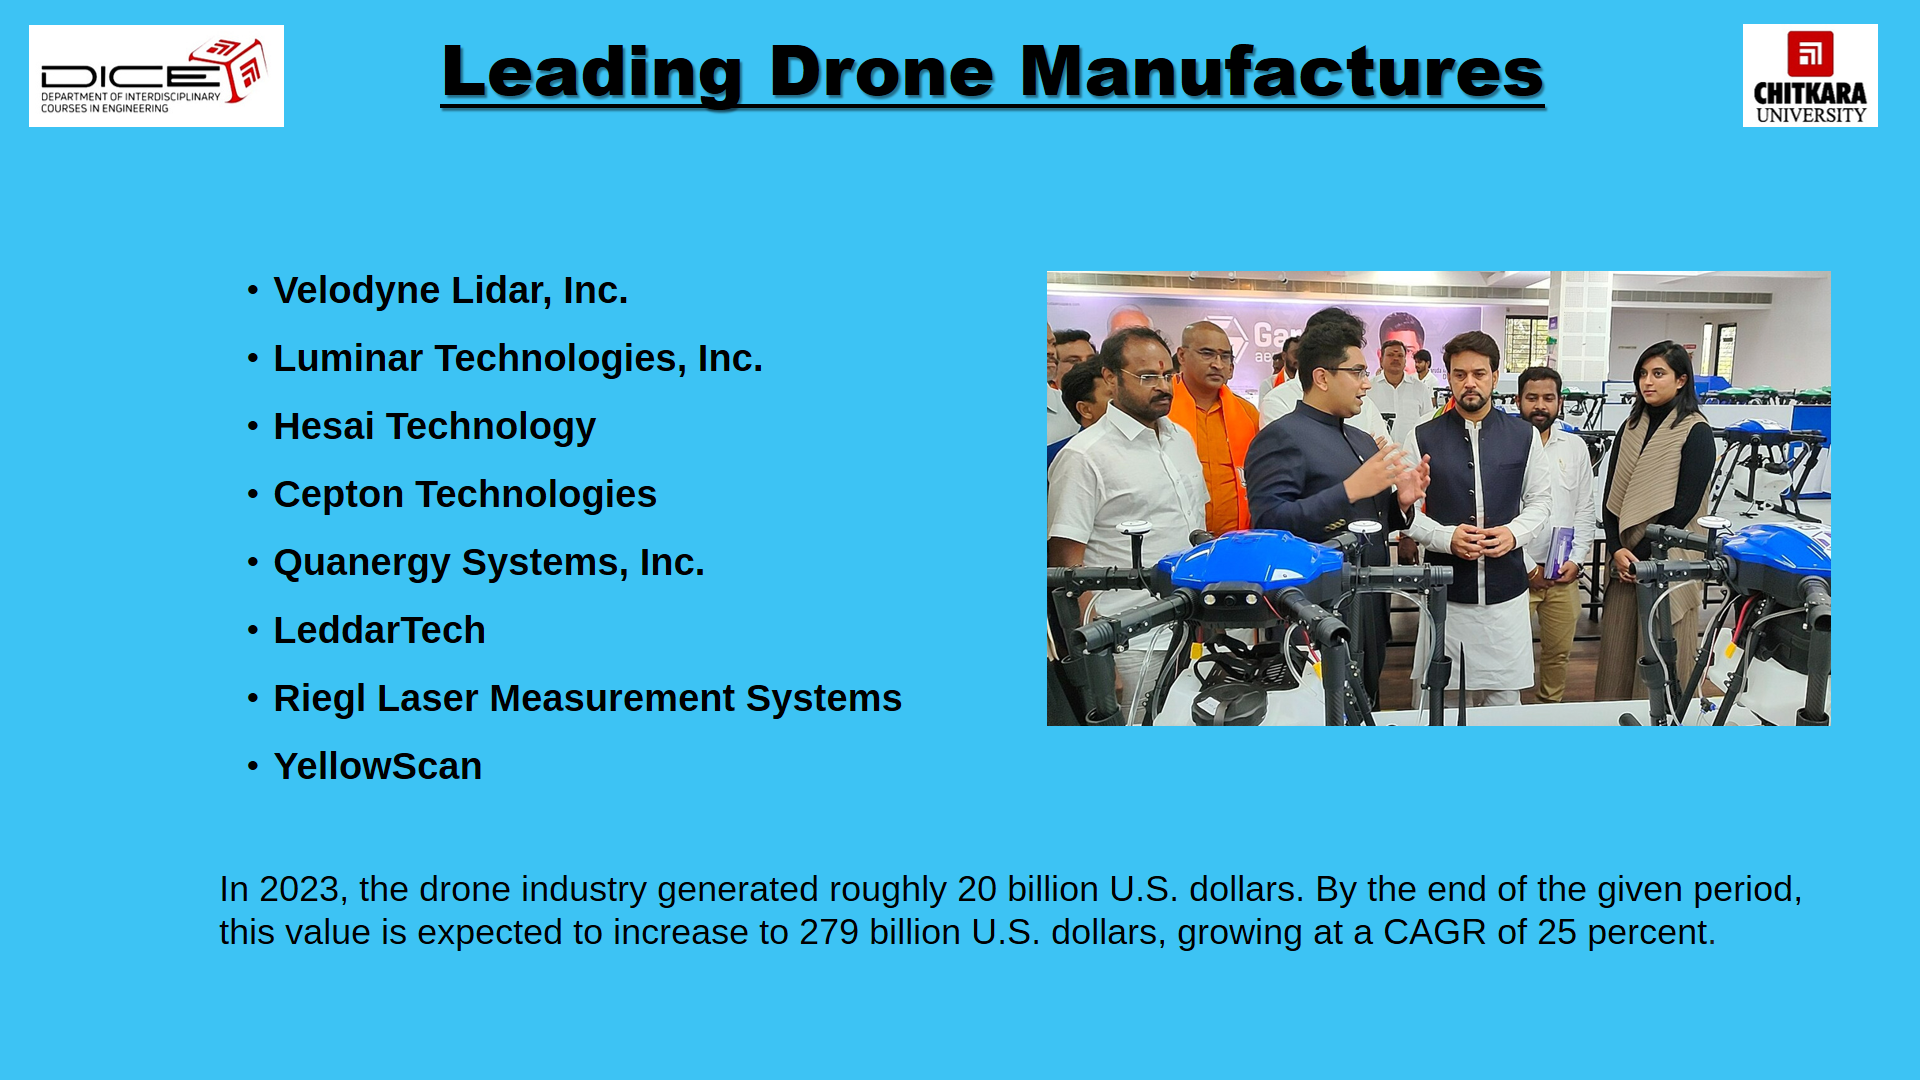 DICE
DEPARTMENT OF INTERDISCIPLINARY
COURSES IN ENGINEERING
Leading Drone Manufactures
CHITKARA
UNIVERSITY
• Velodyne Lidar, Inc.
• Luminar Technologies, Inc.
• Hesai Technology
• Cepton Technologies
• Quanergy Systems, Inc.
• LeddarTech
• Riegl Laser Measurement Systems
• YellowScan
In 2023, the drone industry generated roughly 20 billion U.S. dollars. By the end of the given period,
this value is expected to increase to 279 billion U.S. dollars, growing at a CAGR of 25 percent.